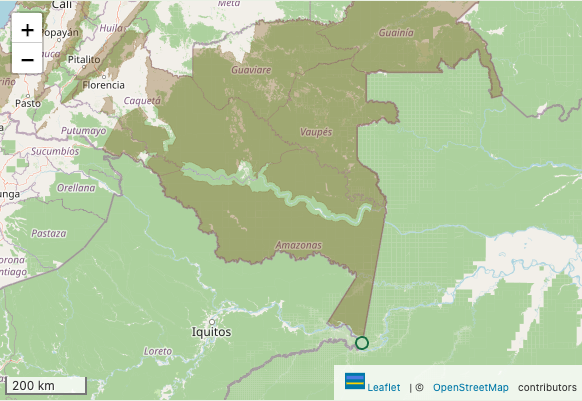 Cali
Meta
+
Popayán
Huila
Guainía
−
Pitalito
Guaviare
Florencia
Caquetá
Pasto
Putumayo
Vaupés
Sucumbíos
Orellana
Pastaza
Amazonas
Iquitos
Loreto
200 km
Leaflet | © OpenStreetMap contributors